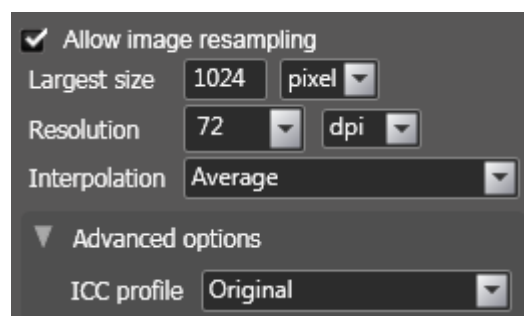 Allow image resampling
Largest size 1024 pixel
Resolution 72 dpi
Interpolation Average
Advanced options
ICC profile Original